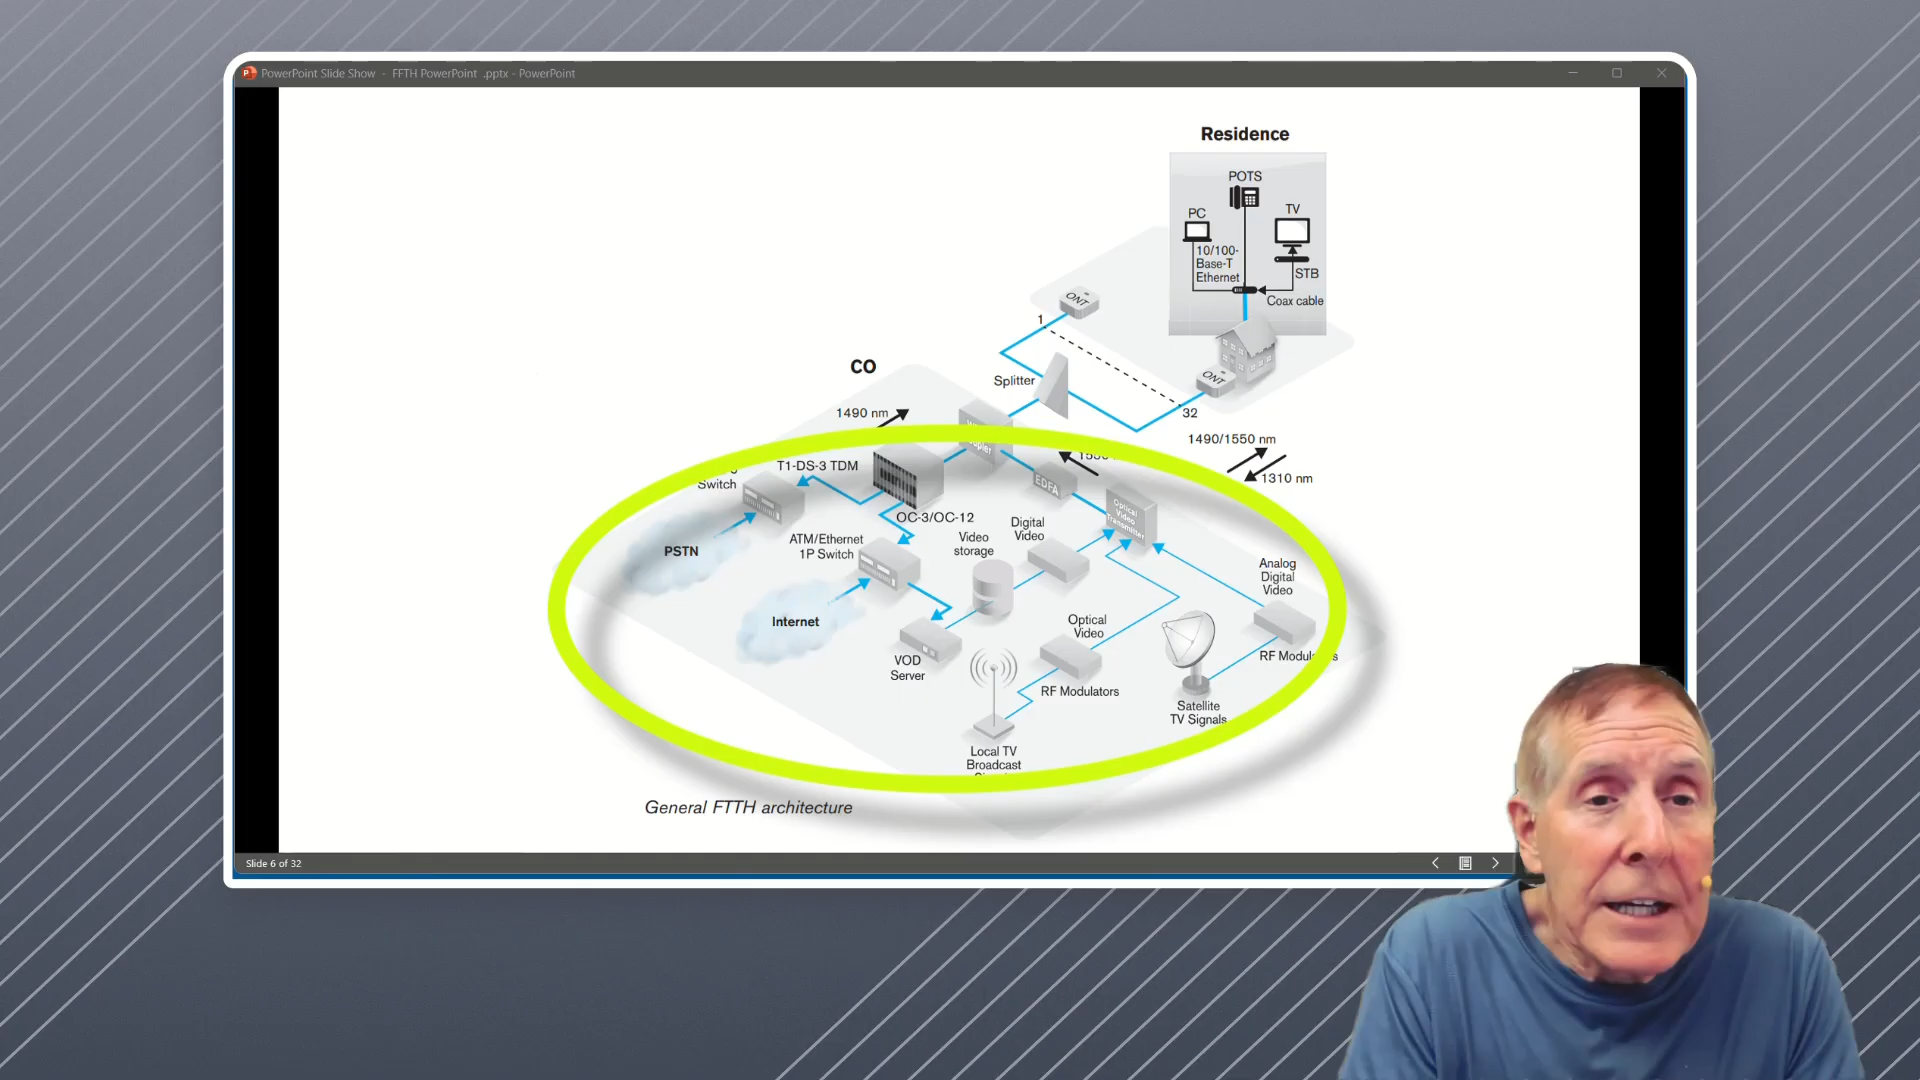 PowerPoint Slide Show - FFTH PowerPoint .pptx - PowerPoint
Residence
POTS
PC
TV
10/100-
Base-T
Ethernet
STB
Coax cable
ONT
1
Splitter
ONT
32
CO
1490 nm
1490/1550 nm
1310 nm
T1-DS-3 TDM
Switch
EDFA
Optical
Video
Transmitter
OC-3/OC-12
PSTN
ATM/Ethernet
1P Switch
Video
storage
Digital
Video
Analog
Digital
Video
Internet
Optical
Video
VOD
Server
RF Modulators
Satellite
TV Signals
Local TV
Broadcast
General FTTH architecture
Slide 6 of 32